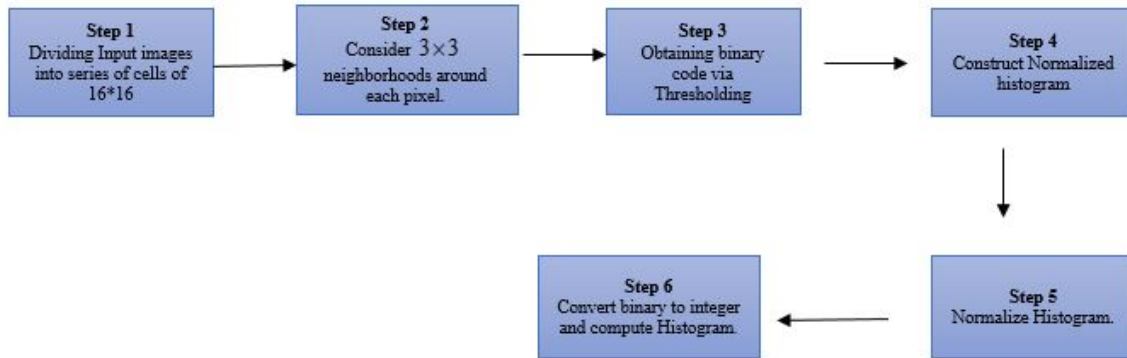 Step 1
Dividing Input images
into series of cells of
16*16
Step 2
Consider 3×3
neighborhoods around
each pixel.
Step 3
Obtaining binary
code via
Thresholding
Step 4
Construct Normalized
histogram
Step 5
Normalize Histogram.
Step 6
Convert binary to integer
and compute Histogram.